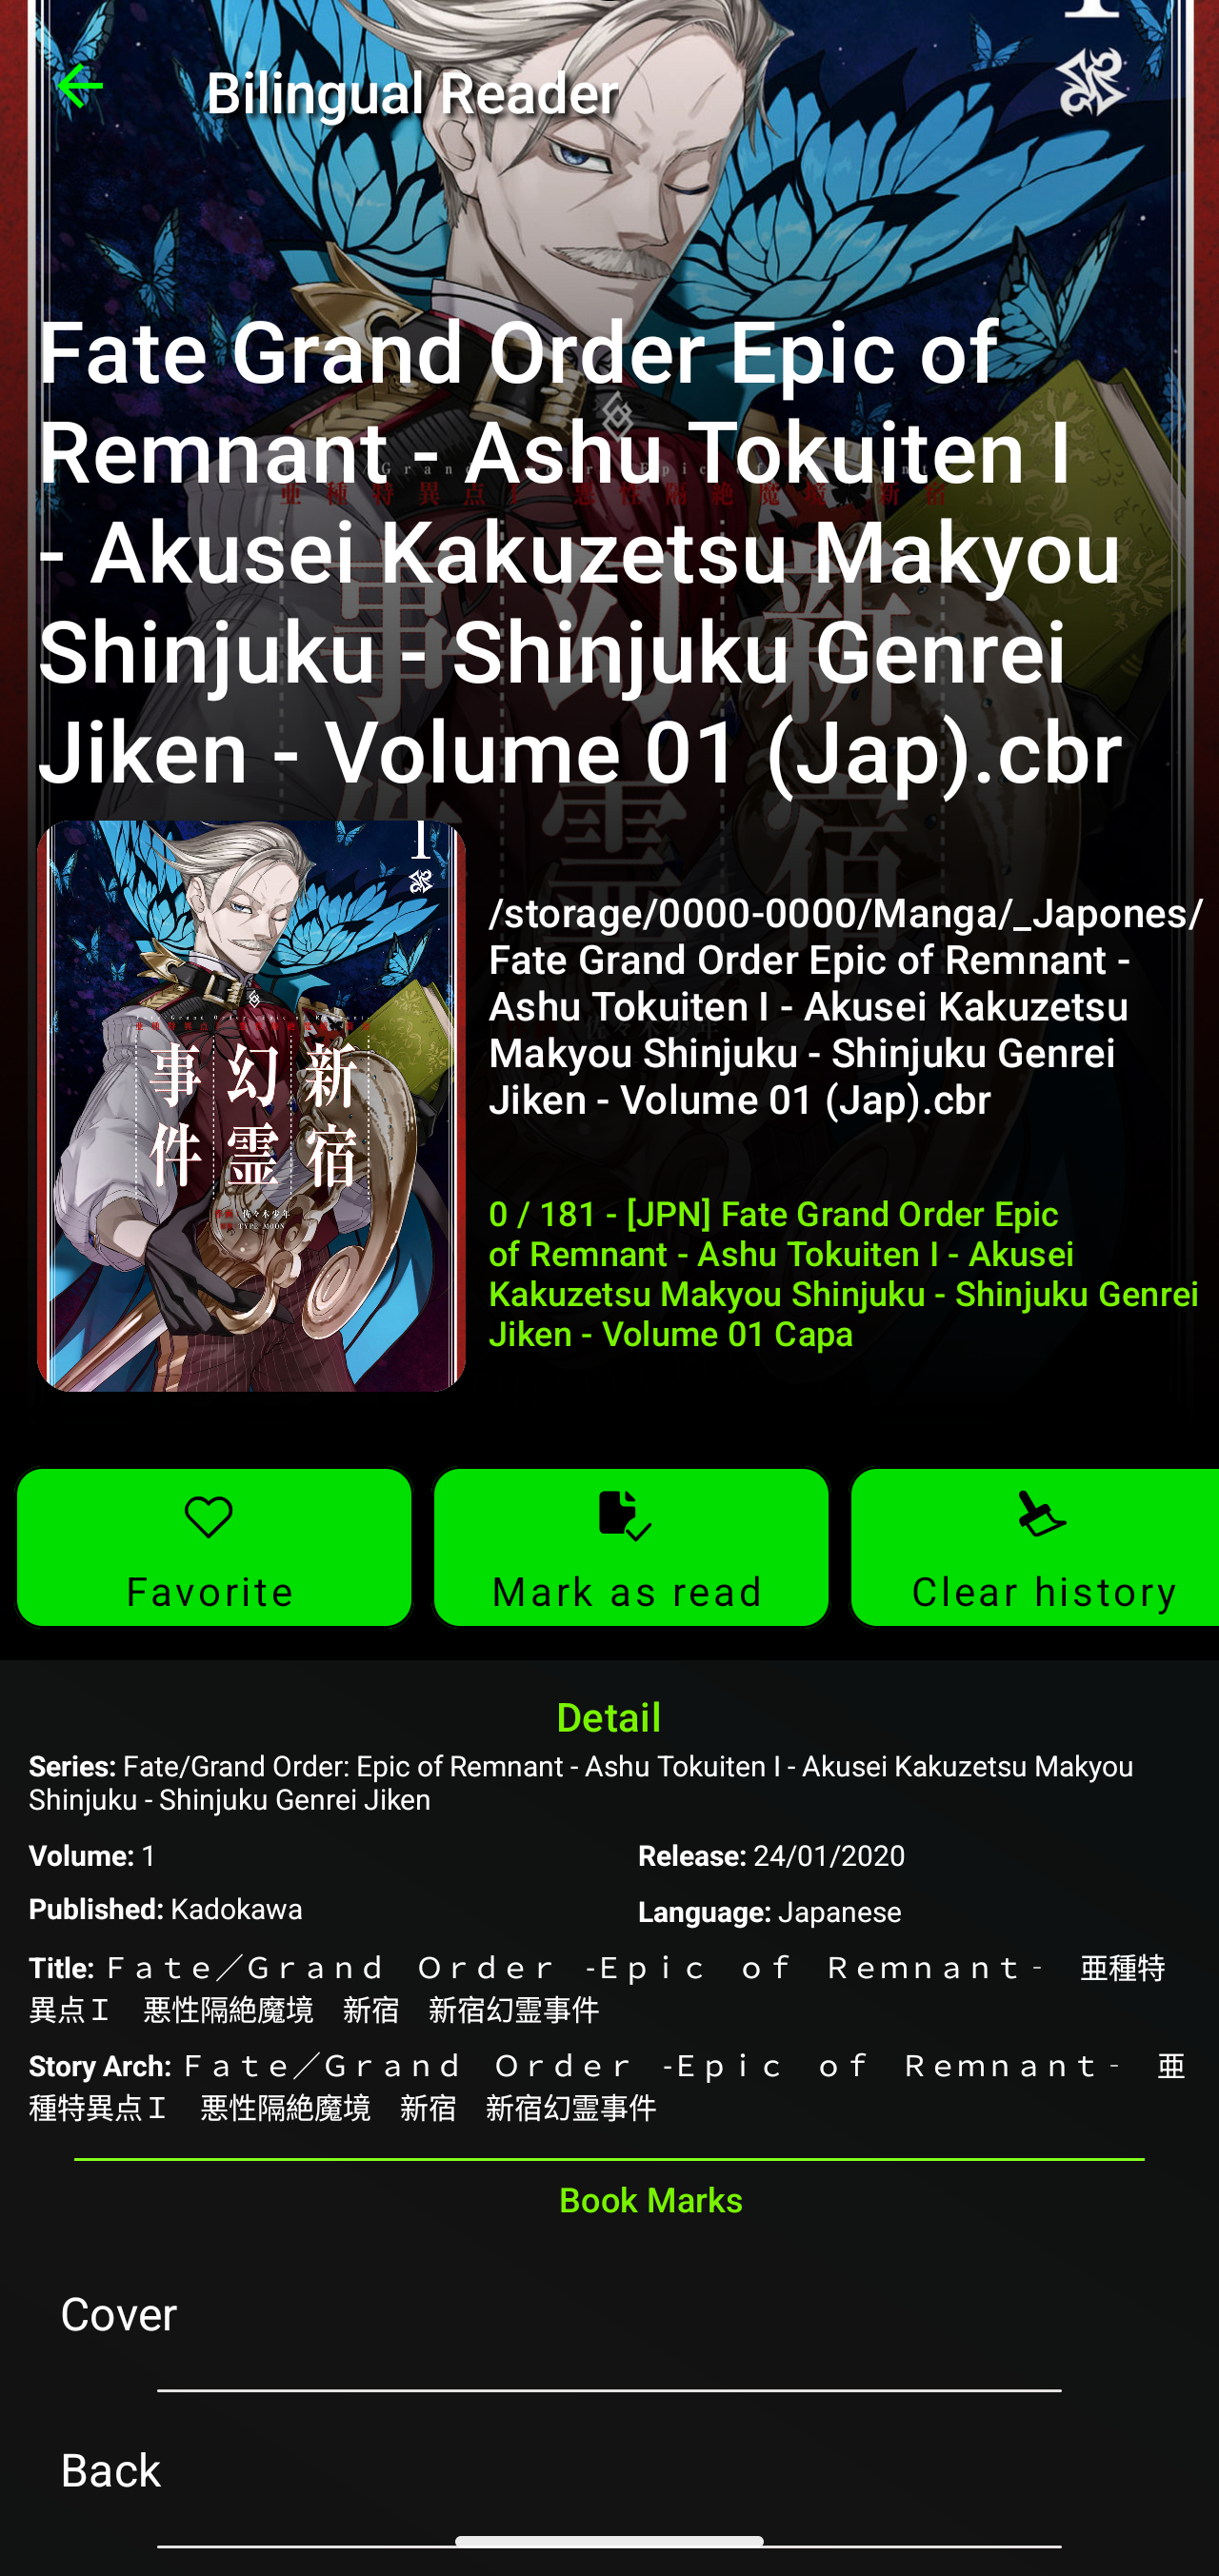 I
Bilingual Reader
Fate Grand Order Epic of
Remnant - Ashu Tokuiten I
- Akusei Kakuzetsu Makyou
Shinjuku - Shinjuku Genrei
Jiken - Volume 01 (Jap).cbr
I
新宿
幻霊
事件
佐々木少年
TYPE-MOON
/storage/0000-0000/Manga/_Japones/
Fate Grand Order Epic of Remnant -
Ashu Tokuiten I - Akusei Kakuzetsu
Makyou Shinjuku - Shinjuku Genrei
Jiken - Volume 01 (Jap).cbr
0 / 181 - [JPN] Fate Grand Order Epic
of Remnant - Ashu Tokuiten I - Akusei
Kakuzetsu Makyou Shinjuku - Shinjuku Genrei
Jiken - Volume 01 Capa
Favorite
Mark as read
Clear history
Detail
Series: Fate/Grand Order: Epic of Remnant - Ashu Tokuiten I - Akusei Kakuzetsu Makyou
Shinjuku - Shinjuku Genrei Jiken
Volume: 1
Release: 24/01/2020
Published: Kadokawa
Language: Japanese
Title: Ｆａｔｅ／Ｇｒａｎｄ　Ｏｒｄｅｒ　‐Ｅｐｉｃ　ｏｆ　Ｒｅｍｎａｎｔ‐　亜種特
異点Ｉ　悪性隔絶魔境　新宿　新宿幻霊事件
Story Arch: Ｆａｔｅ／Ｇｒａｎｄ　Ｏｒｄｅｒ　‐Ｅｐｉｃ　ｏｆ　Ｒｅｍｎａｎｔ‐　亜
種特異点Ｉ　悪性隔絶魔境　新宿　新宿幻霊事件
Book Marks
Cover
Back